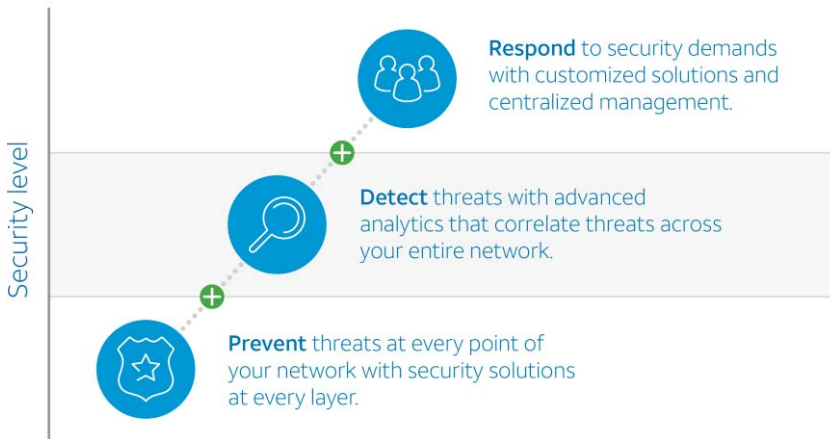 Respond to security demands
with customized solutions and
centralized management.
Security level
Detect threats with advanced
analytics that correlate threats across
your entire network.
Prevent threats at every point of
your network with security solutions
at every layer.